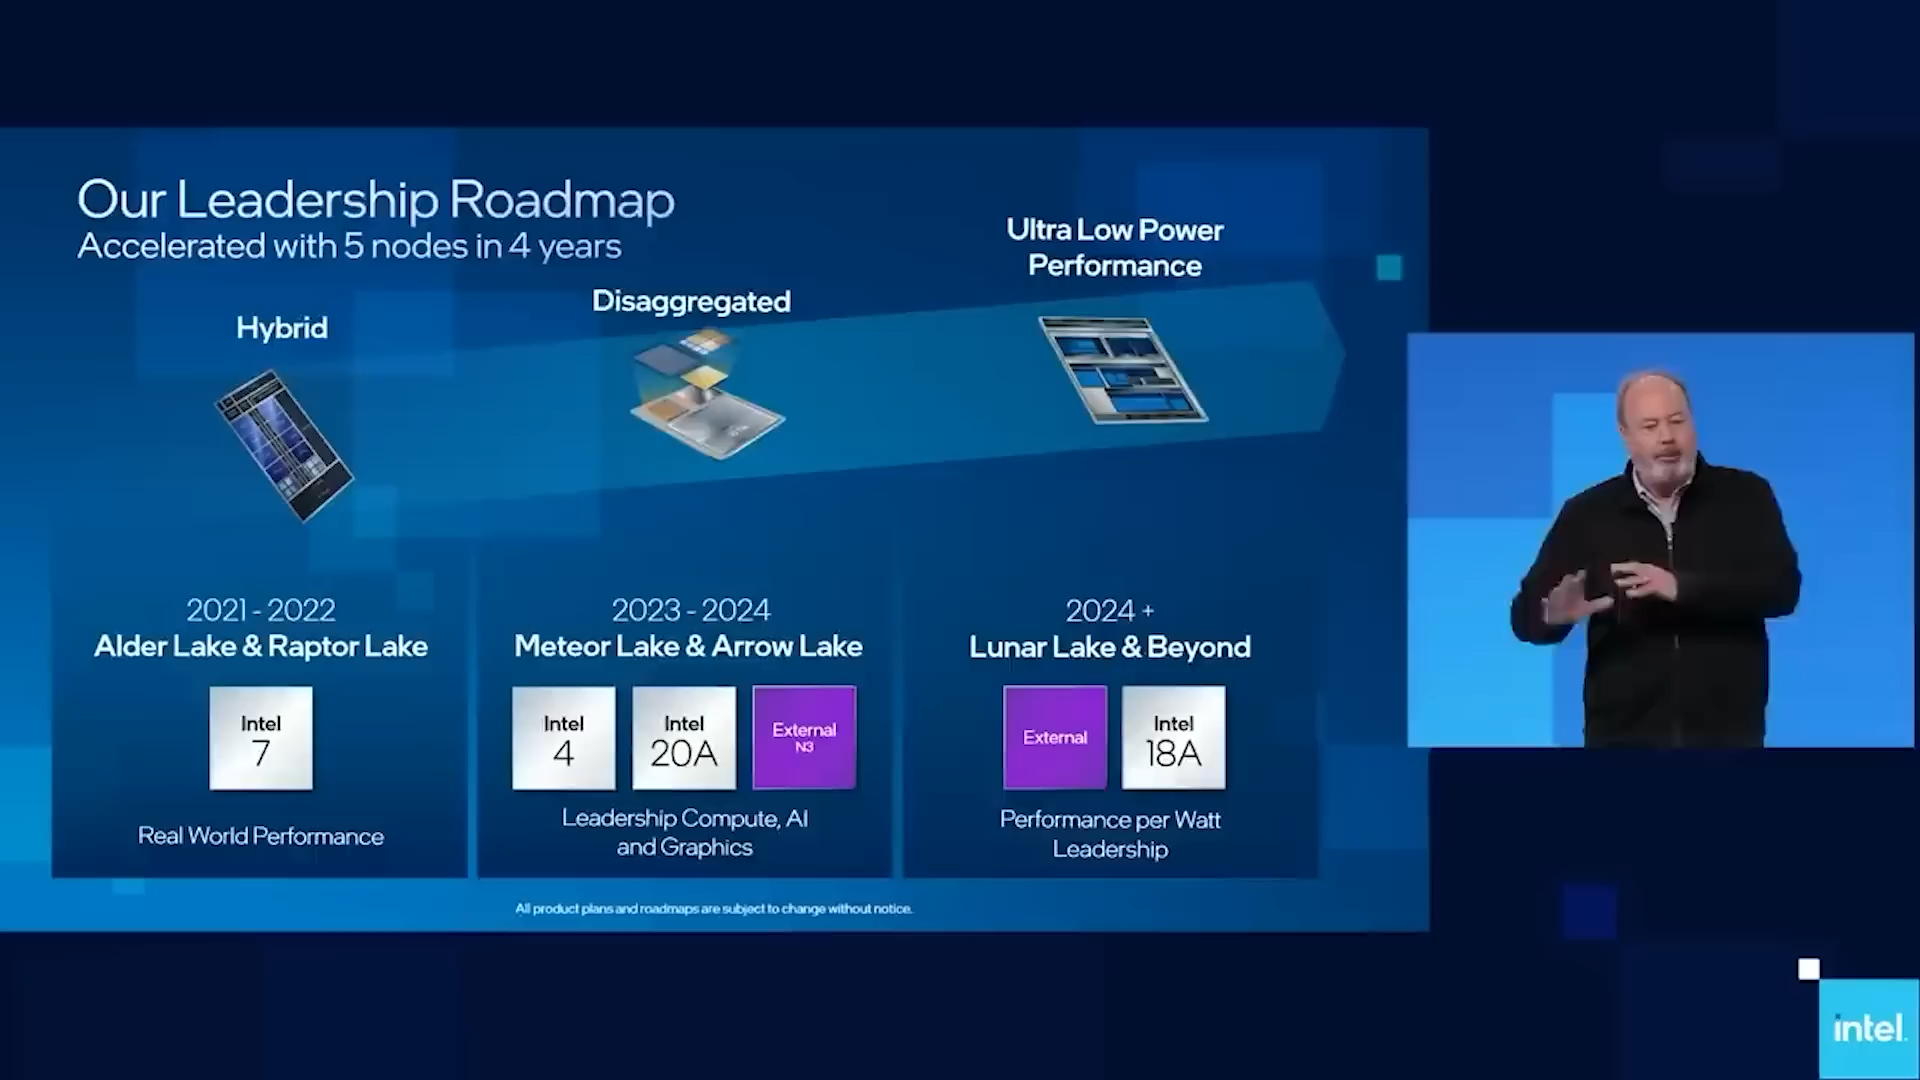 Our Leadership Roadmap
Accelerated with 5 nodes in 4 years
Hybrid
Disaggregated
Ultra Low Power
Performance
2021 - 2022
Alder Lake & Raptor Lake
Intel
7
Real World Performance
2023 - 2024
Meteor Lake & Arrow Lake
Intel
4
Intel
20A
External
N3
Leadership Compute, AI
and Graphics
2024 +
Lunar Lake & Beyond
External
Intel
18A
Performance per Watt
Leadership
All product plans and roadmaps are subject to change without notice.
intel.